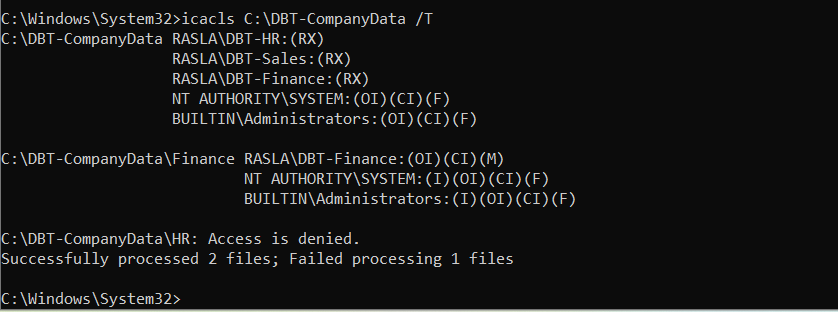 C:\Windows\System32>icacls C:\DBT-CompanyData /T
C:\DBT-CompanyData RASLA\DBT-HR:(RX)
RASLA\DBT-Sales:(RX)
RASLA\DBT-Finance:(RX)
NT AUTHORITY\SYSTEM:(OI)(CI)(F)
BUILTIN\Administrators:(OI)(CI)(F)
C:\DBT-CompanyData\Finance RASLA\DBT-Finance:(OI)(CI)(M)
NT AUTHORITY\SYSTEM:(I)(OI)(CI)(F)
BUILTIN\Administrators:(I)(OI)(CI)(F)
C:\DBT-CompanyData\HR: Access is denied.
Successfully processed 2 files; Failed processing 1 files
C:\Windows\System32>